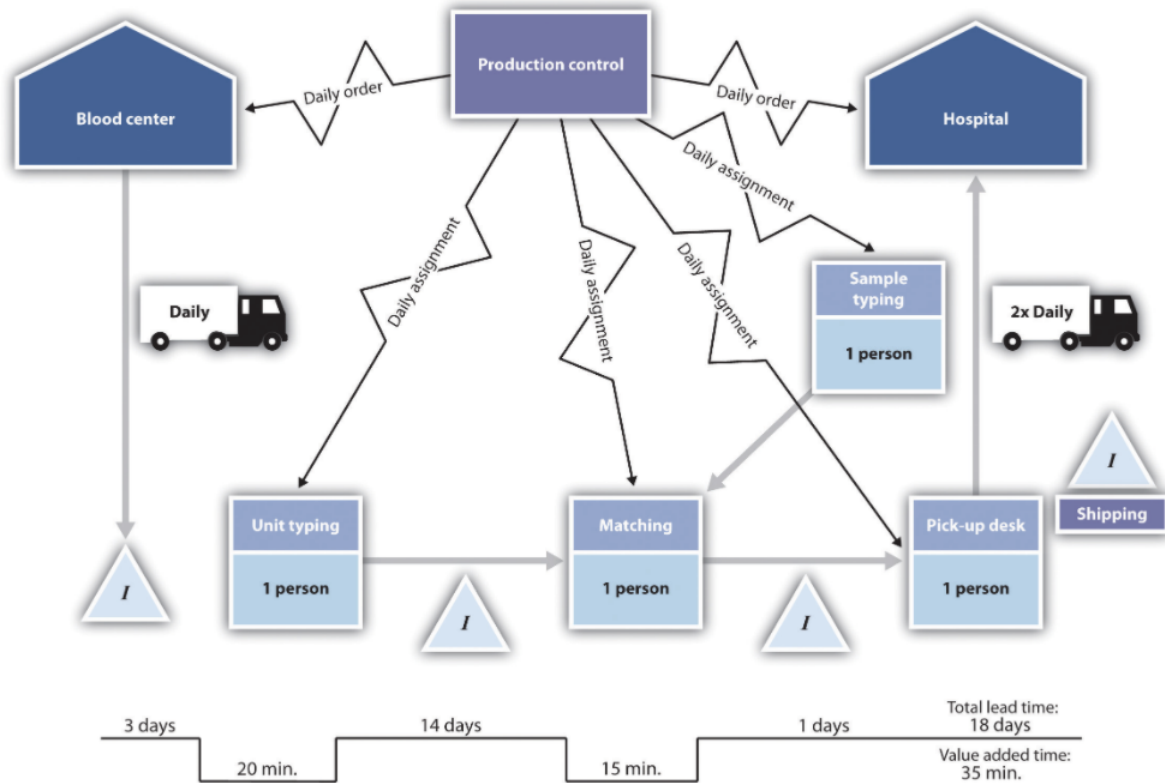 Blood center
Daily order
Production control
Daily order
Hospital
Daily assignment
Daily assignment
Daily assignment
Daily assignment
Daily
Sample
typing
1 person
2x Daily
I
Shipping
Unit typing
1 person
Matching
1 person
Pick-up desk
1 person
I
I
I
3 days
20 min.
14 days
15 min.
1 days
Total lead time:
18 days
Value added time:
35 min.